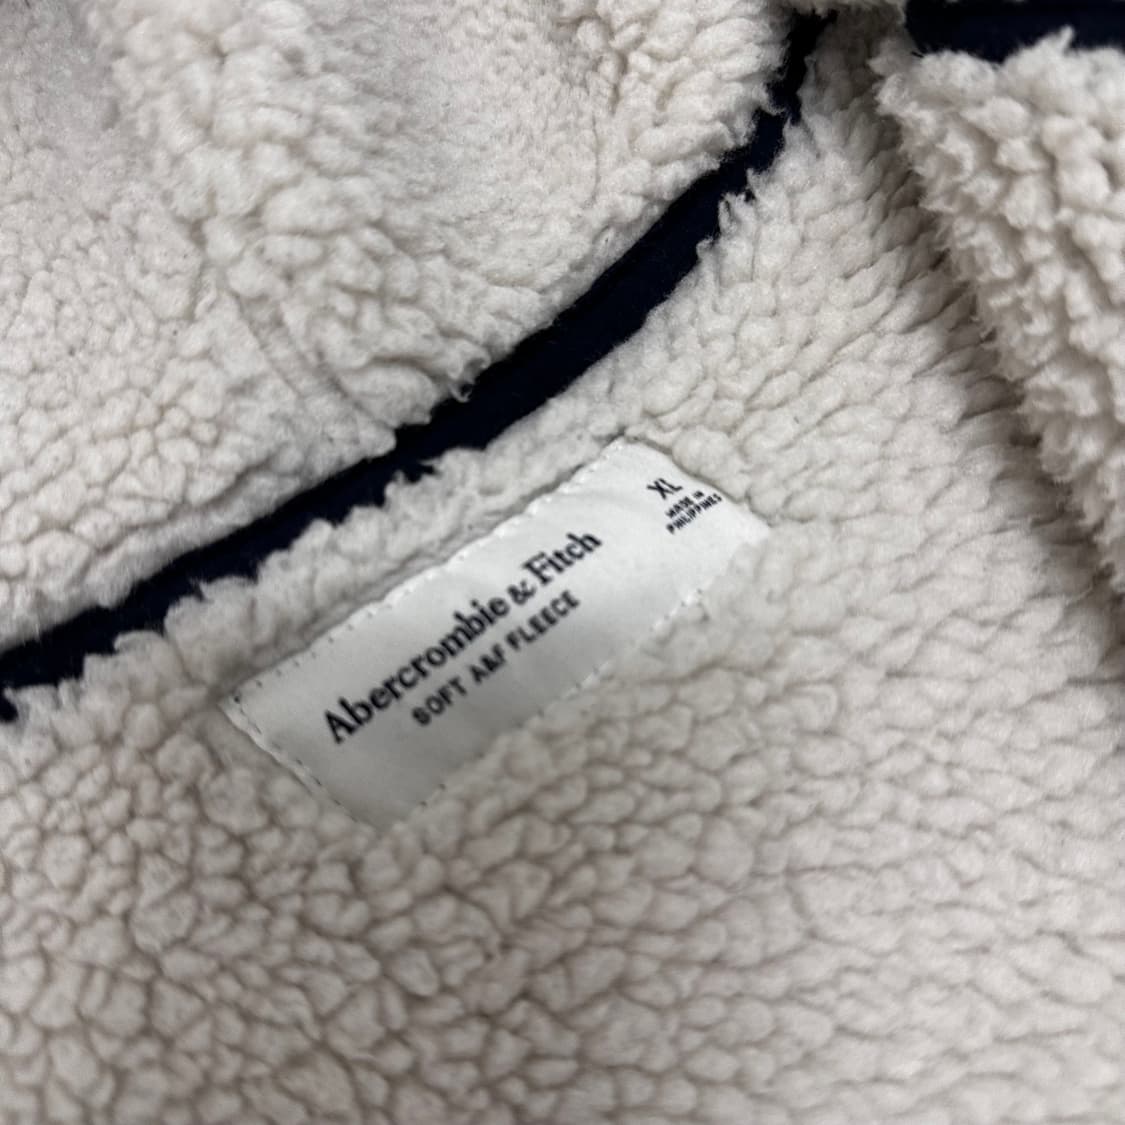 Abercrombie & Fitch
SOFT A&F FLEECE
XL
MADE IN
PHILIPPINES